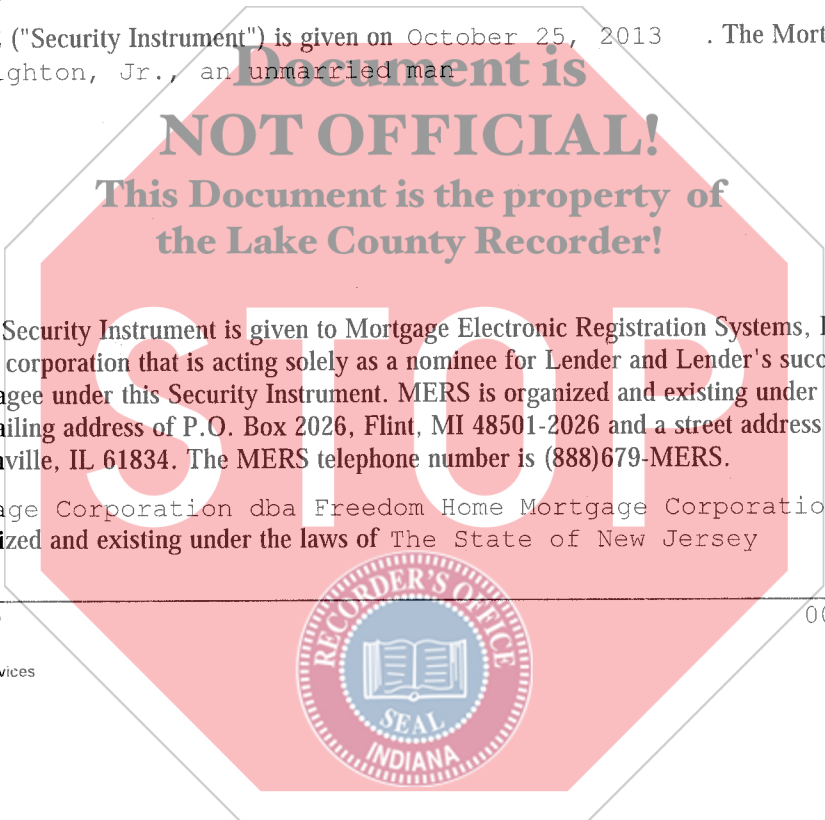 ("Security Instrument") is given on October 25, 2013 . The Mort
ighton, Jr., an unmarried man
Document is
NOT OFFICIAL!
This Document is the property of
the Lake County Recorder!
STOP
Security Instrument is given to Mortgage Electronic Registration Systems, I
corporation that is acting solely as a nominee for Lender and Lender's succ
agee under this Security Instrument. MERS is organized and existing under
ailing address of P.O. Box 2026, Flint, MI 48501-2026 and a street address
ville, IL 61834. The MERS telephone number is (888)679-MERS.
age Corporation dba Freedom Home Mortgage Corporatio
ized and existing under the laws of The State of New Jersey
00
vices
RECORDER'S OFFICE
SEAL
INDIANA